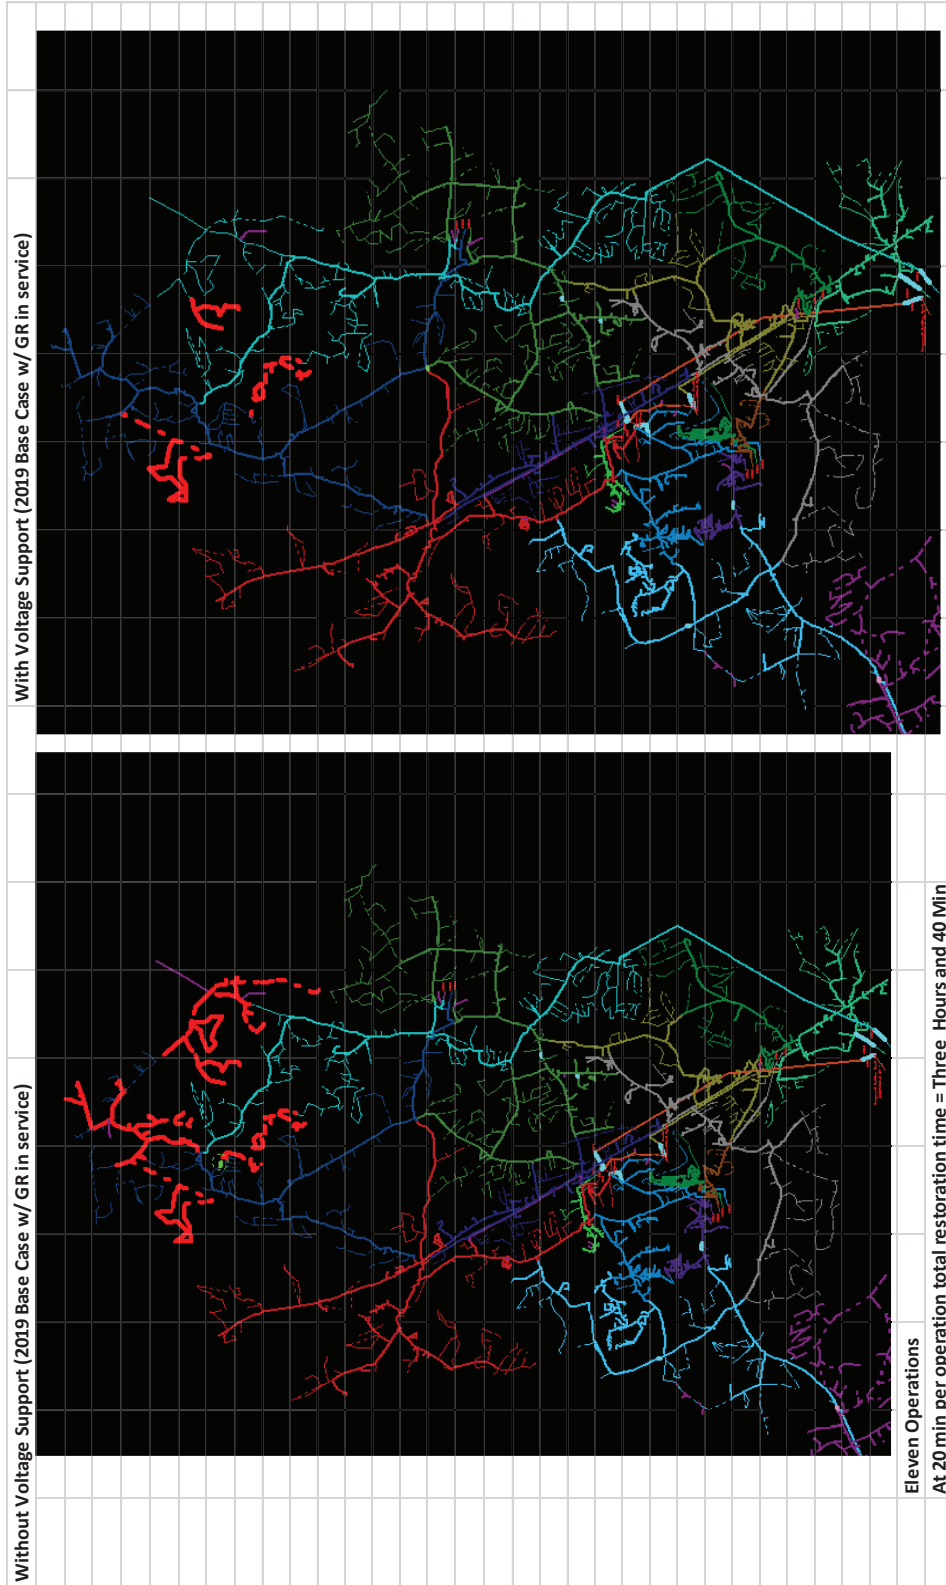 Without Voltage Support (2019 Base Case w/ GR in service)
With Voltage Support (2019 Base Case w/ GR in service)
Eleven Operations
At 20 min per operation total restoration time = Three Hours and 40 Min